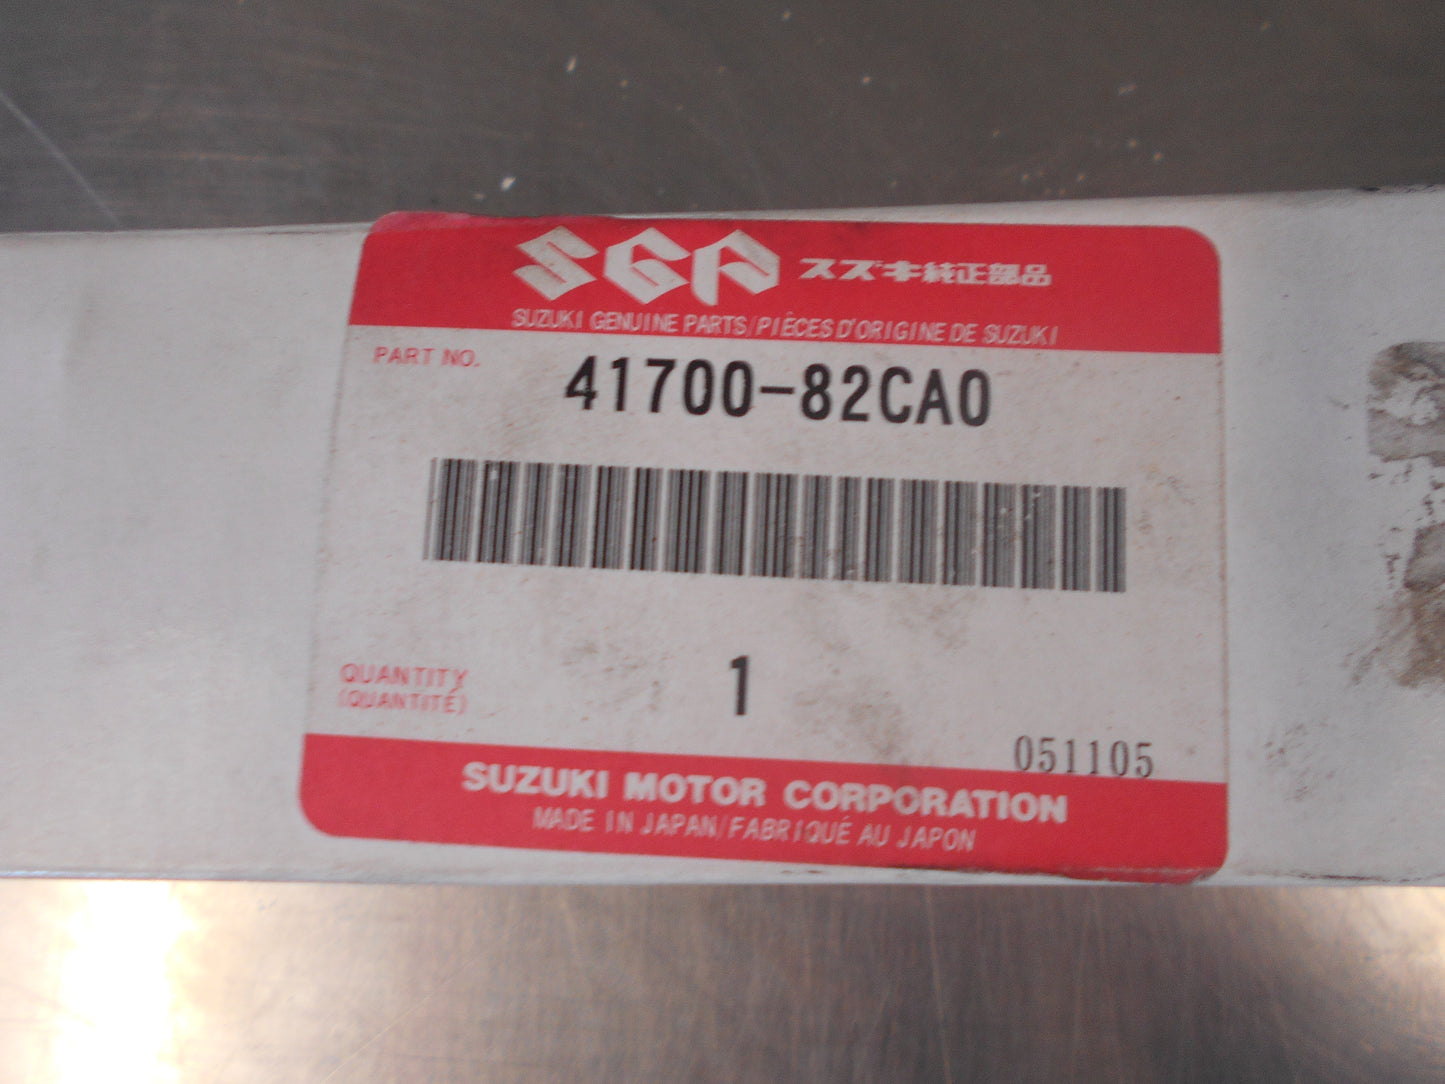 SGP スズキ純正部品
SUZUKI GENUINE PARTS/PIÈCES D'ORIGINE DE SUZUKI
PART NO.
41700-82CA0
QUANTITY
(QUANTITÉ)
1
051105
SUZUKI MOTOR CORPORATION
MADE IN JAPAN/FABRIQUÉ AU JAPON